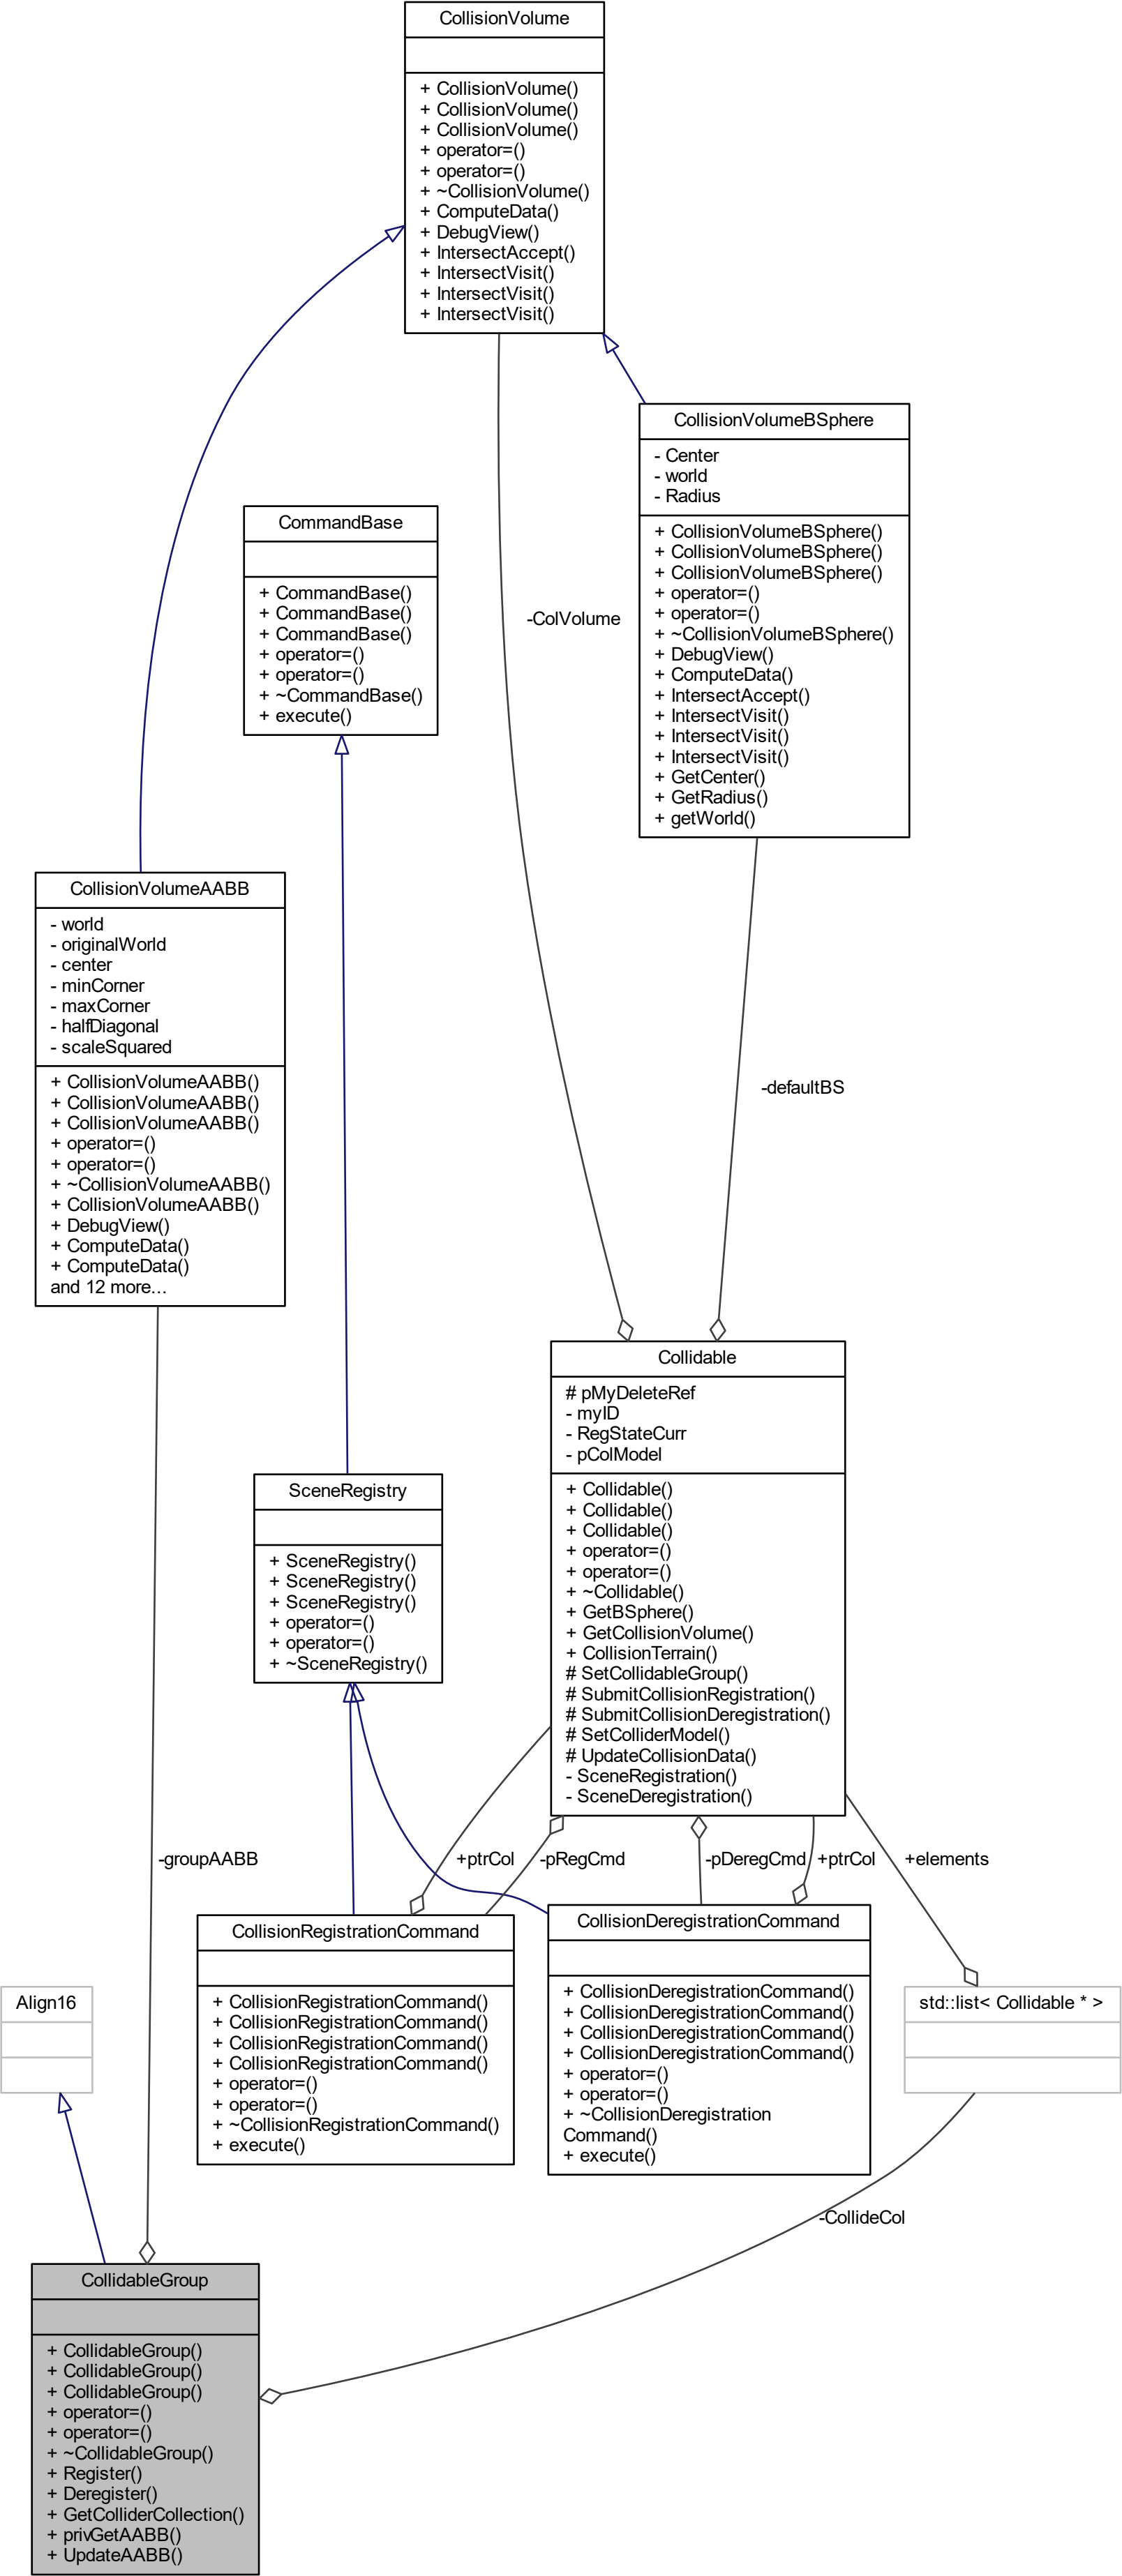 CollisionVolume
+ CollisionVolume()
+ CollisionVolume()
+ CollisionVolume()
+ operator=()
+ operator=()
+ ~CollisionVolume()
+ ComputeData()
+ DebugView()
+ IntersectAccept()
+ IntersectVisit()
+ IntersectVisit()
+ IntersectVisit()
CollisionVolumeBSphere
- Center
- world
- Radius
+ CollisionVolumeBSphere()
+ CollisionVolumeBSphere()
+ CollisionVolumeBSphere()
+ operator=()
+ operator=()
+ ~CollisionVolumeBSphere()
+ DebugView()
+ ComputeData()
+ IntersectAccept()
+ IntersectVisit()
+ IntersectVisit()
+ IntersectVisit()
+ GetCenter()
+ GetRadius()
+ getWorld()
CommandBase
+ CommandBase()
+ CommandBase()
+ CommandBase()
+ operator=()
+ operator=()
+ ~CommandBase()
+ execute()
-ColVolume
CollisionVolumeAABB
- world
- originalWorld
- center
- minCorner
- maxCorner
- halfDiagonal
- scaleSquared
+ CollisionVolumeAABB()
+ CollisionVolumeAABB()
+ CollisionVolumeAABB()
+ operator=()
+ operator=()
+ ~CollisionVolumeAABB()
+ CollisionVolumeAABB()
+ DebugView()
+ ComputeData()
+ ComputeData()
and 12 more...
-defaultBS
Collidable
# pMyDeleteRef
- myID
- RegStateCurr
- pColModel
+ Collidable()
+ Collidable()
+ Collidable()
+ operator=()
+ operator=()
+ ~Collidable()
+ GetBSphere()
+ GetCollisionVolume()
+ CollisionTerrain()
# SetCollidableGroup()
# SubmitCollisionRegistration()
# SubmitCollisionDeregistration()
# SetColliderModel()
# UpdateCollisionData()
- SceneRegistration()
- SceneDeregistration()
SceneRegistry
+ SceneRegistry()
+ SceneRegistry()
+ SceneRegistry()
+ operator=()
+ operator=()
+ ~SceneRegistry()
-groupAABB
+ptrCol
-pRegCmd
-pDeregCmd
+ptrCol
+elements
CollisionRegistrationCommand
+ CollisionRegistrationCommand()
+ CollisionRegistrationCommand()
+ CollisionRegistrationCommand()
+ CollisionRegistrationCommand()
+ operator=()
+ operator=()
+ ~CollisionRegistrationCommand()
+ execute()
CollisionDeregistrationCommand
+ CollisionDeregistrationCommand()
+ CollisionDeregistrationCommand()
+ CollisionDeregistrationCommand()
+ CollisionDeregistrationCommand()
+ operator=()
+ operator=()
+ ~CollisionDeregistration
Command()
+ execute()
Align16
std::list< Collidable * >
-CollideCol
CollidableGroup
+ CollidableGroup()
+ CollidableGroup()
+ CollidableGroup()
+ operator=()
+ operator=()
+ ~CollidableGroup()
+ Register()
+ Deregister()
+ GetColliderCollection()
+ privGetAABB()
+ UpdateAABB()